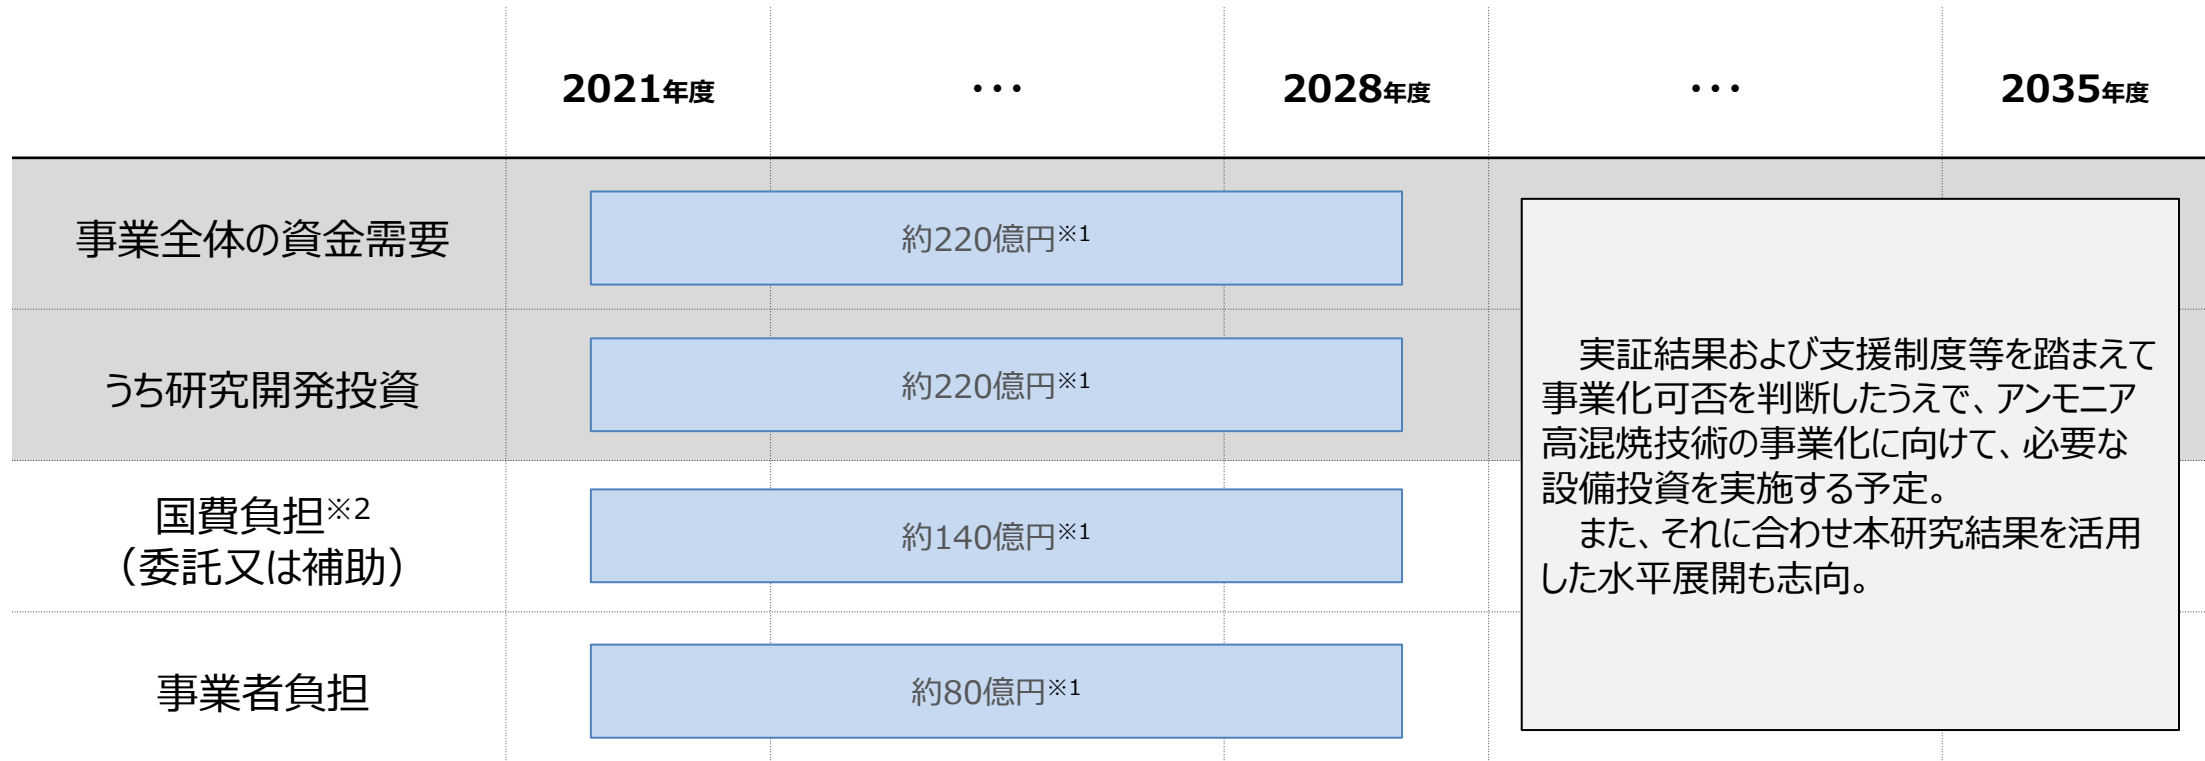 2021年度 ・・・ 2028年度 ・・・ 2035年度
事業全体の資金需要
約220億円※1
うち研究開発投資
約220億円※1
国費負担※2
（委託又は補助）
約140億円※1
事業者負担
約80億円※1
実証結果および支援制度等を踏まえて
事業化可否を判断したうえで、アンモニア
高混焼技術の事業化に向けて、必要な
設備投資を実施する予定。
また、それに合わせ本研究結果を活用
した水平展開も志向。